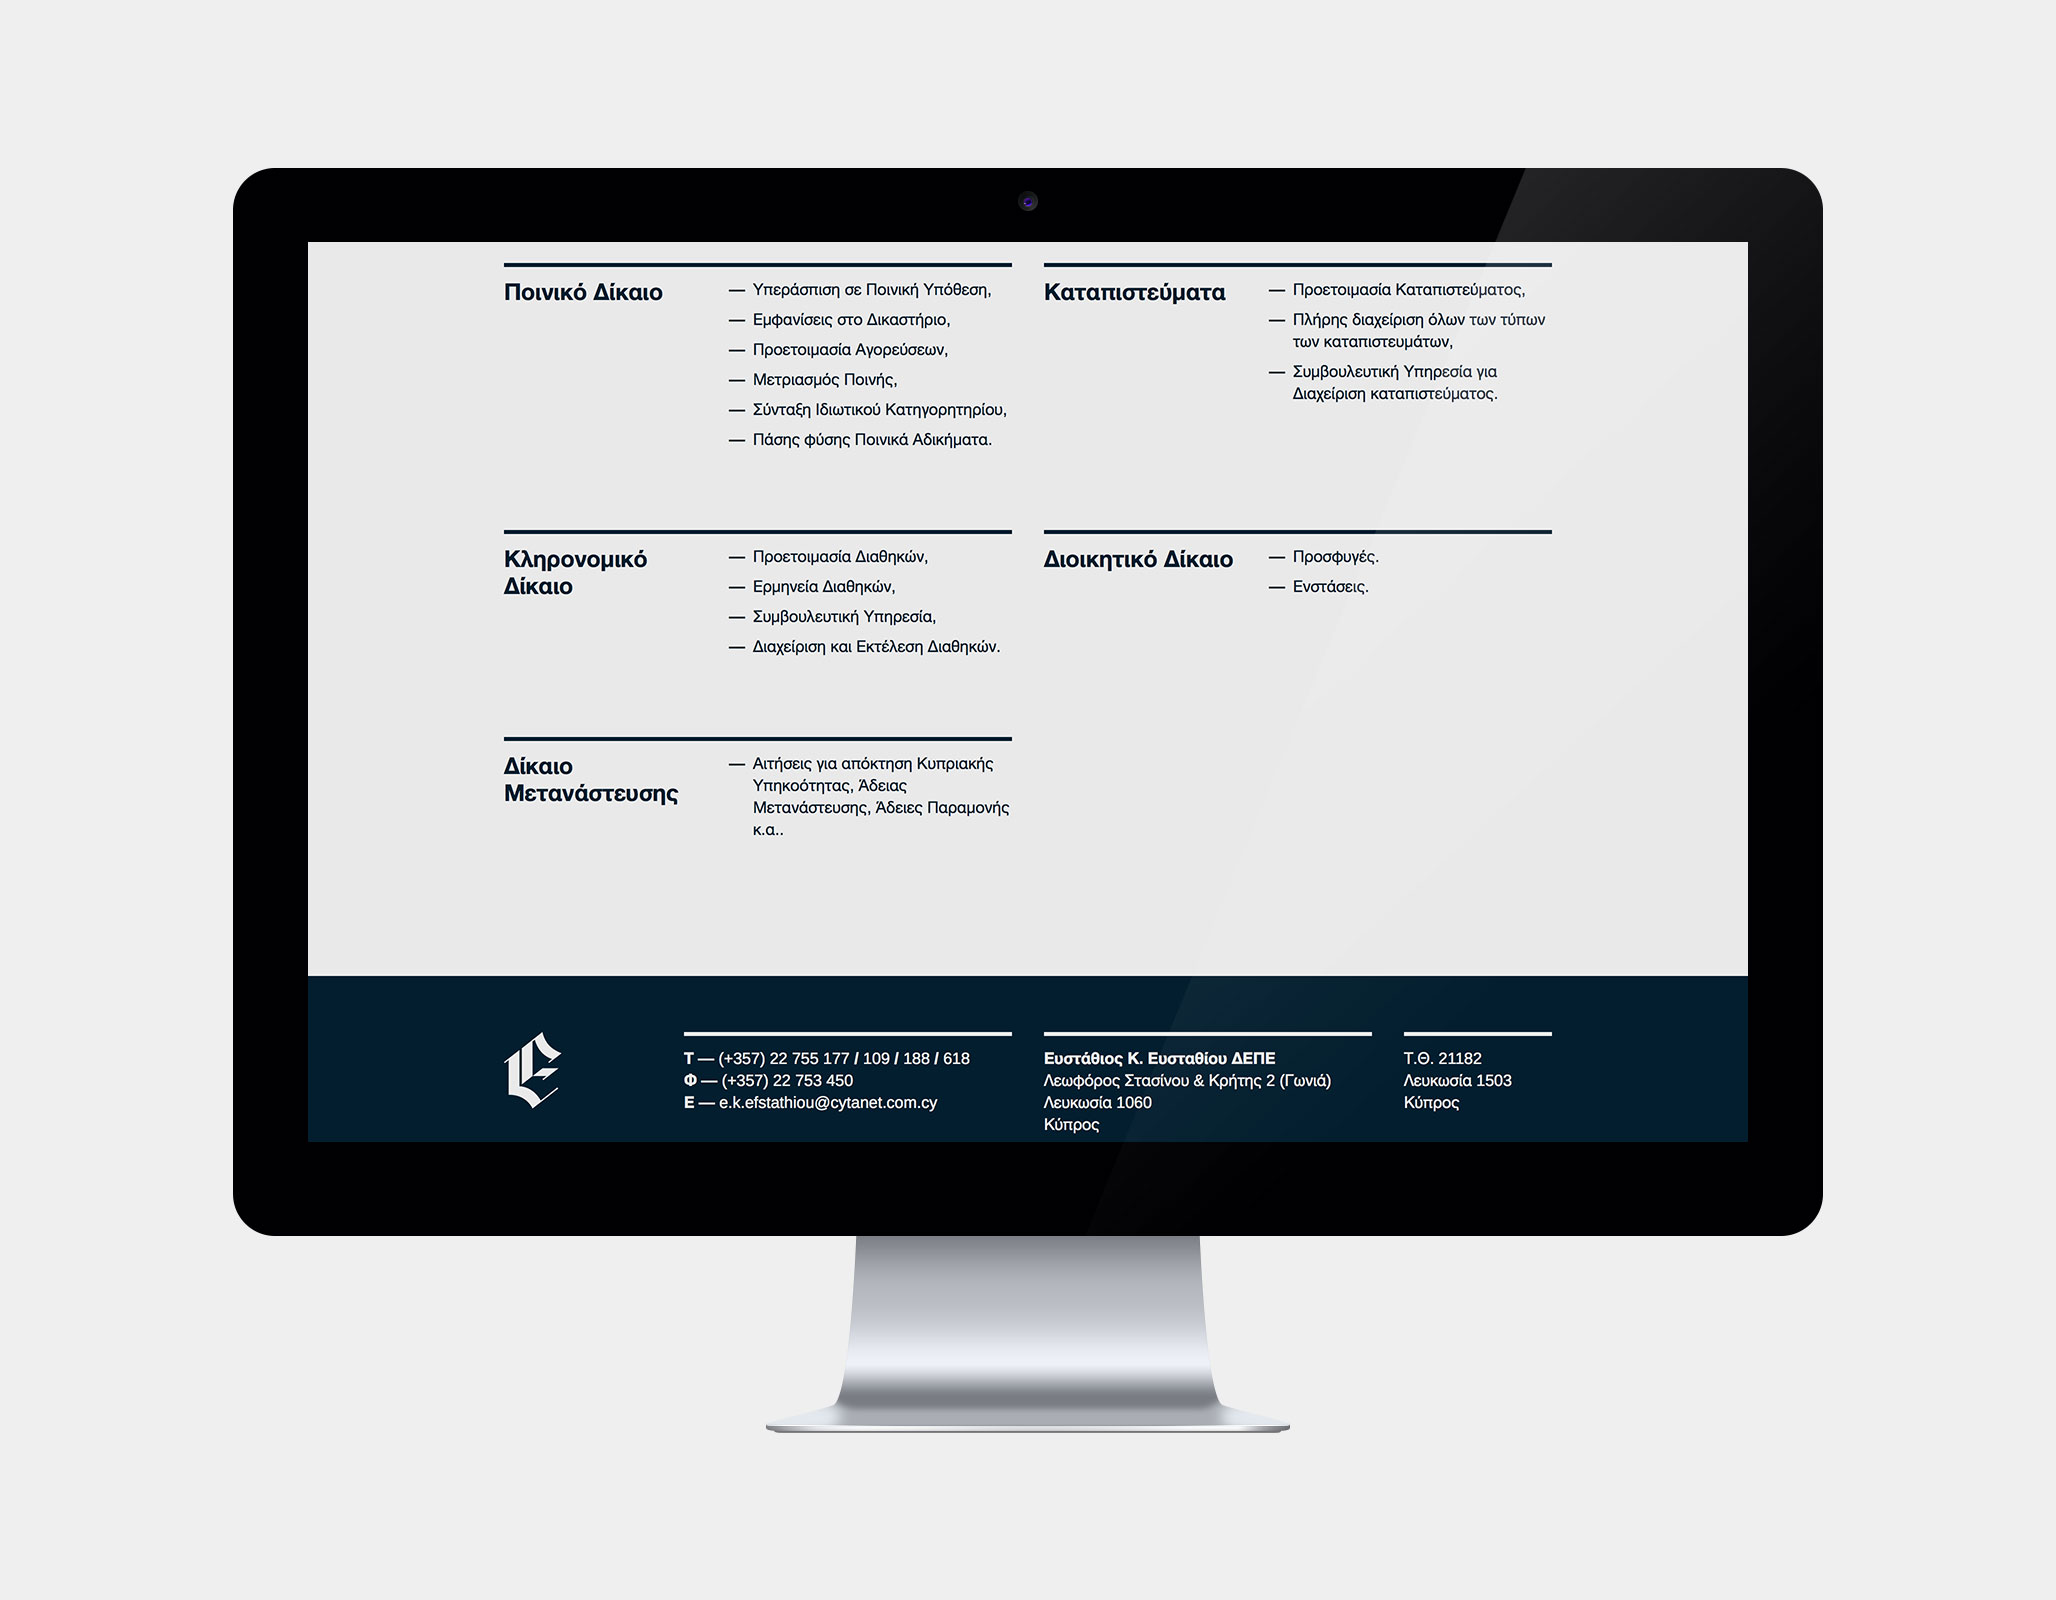 Ποινικό Δίκαιο
— Υπεράσπιση σε Ποινική Υπόθεση,
— Εμφανίσεις στο Δικαστήριο,
— Προετοιμασία Αγορεύσεων,
— Μετριασμός Ποινής,
— Σύνταξη Ιδιωτικού Κατηγορητηρίου,
— Πάσης φύσης Ποινικά Αδικήματα.
Καταπιστεύματα
— Προετοιμασία Καταπιστεύματος,
— Πλήρης διαχείριση όλων των τύπων
των καταπιστευμάτων,
— Συμβουλευτική Υπηρεσία για
Διαχείριση καταπιστεύματος.
Κληρονομικό
Δίκαιο
— Προετοιμασία Διαθηκών,
— Ερμηνεία Διαθηκών,
— Συμβουλευτική Υπηρεσία,
— Διαχείριση και Εκτέλεση Διαθηκών.
Διοικητικό Δίκαιο
— Προσφυγές.
— Ενστάσεις.
Δίκαιο
Μετανάστευσης
— Αιτήσεις για απόκτηση Κυπριακής
Υπηκοότητας, Άδειας
Μετανάστευσης, Άδειες Παραμονής
κ.α..
E
Τ — (+357) 22 755 177 / 109 / 188 / 618
Φ — (+357) 22 753 450
E — e.k.efstathiou@cytanet.com.cy
Ευστάθιος Κ. Ευσταθίου ΔΕΠΕ
Λεωφόρος Στασίνου & Κρήτης 2 (Γωνιά)
Λευκωσία 1060
Κύπρος
Τ.Θ. 21182
Λευκωσία 1503
Κύπρος